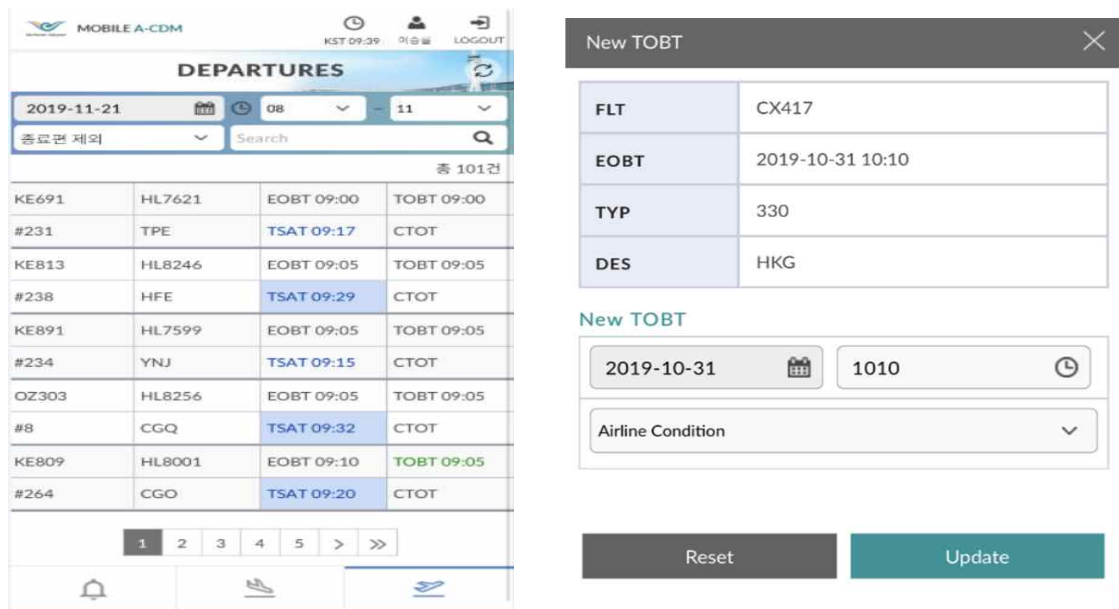 MOBILE A-CDM
KST 09:39
이슬
LOGOUT
DEPARTURES
2019-11-21
08
-
11
종료편 제외
Search
총 101건
KE691 HL7621 EOBT 09:00 TOBT 09:00
#231 TPE TSAT 09:17 CTOT
KE813 HL8246 EOBT 09:05 TOBT 09:05
#238 HFE TSAT 09:29 CTOT
KE891 HL7599 EOBT 09:05 TOBT 09:05
#234 YNJ TSAT 09:15 CTOT
OZ303 HL8256 EOBT 09:05 TOBT 09:05
#8 CGQ TSAT 09:32 CTOT
KE809 HL8001 EOBT 09:10 TOBT 09:05
#264 CGO TSAT 09:20 CTOT
1 2 3 4 5 > >>
New TOBT
FLT CX417
EOBT 2019-10-31 10:10
TYP 330
DES HKG
New TOBT
2019-10-31 1010
Airline Condition
Reset Update